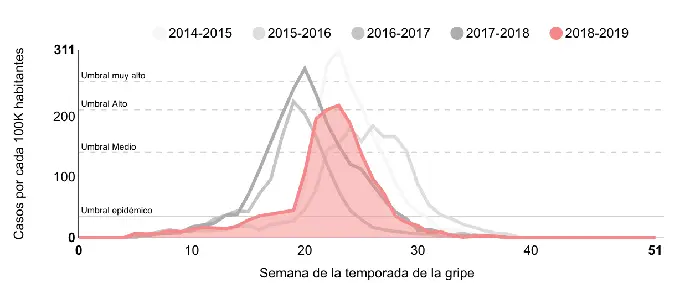 2014-2015 2015-2016 2016-2017 2017-2018 2018-2019
311
Umbral muy alto
Umbral Alto
200
Umbral Medio
100
Umbral epidémico
0
0 10 20 30 40 51
Casos por cada 100K habitantes
Semana de la temporada de la gripe